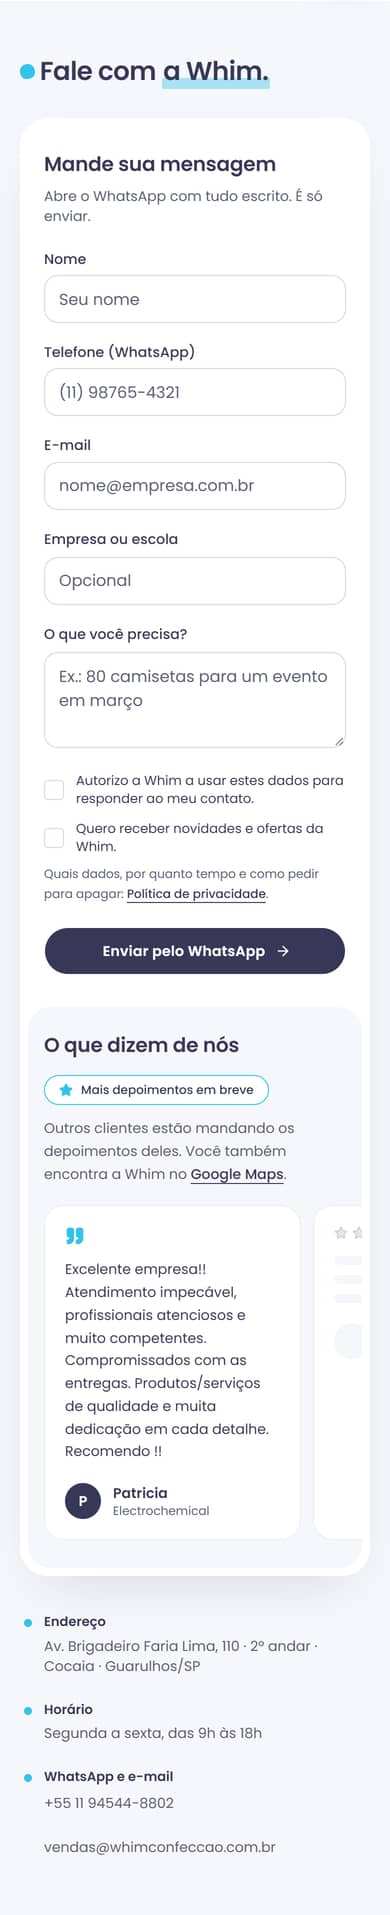 Fale com a Whim.
Mande sua mensagem
Abre o WhatsApp com tudo escrito. É só
enviar.
Nome
Seu nome
Telefone (WhatsApp)
(11) 98765-4321
E-mail
nome@empresa.com.br
Empresa ou escola
Opcional
O que você precisa?
Ex.: 80 camisetas para um evento
em março
Autorizo a Whim a usar estes dados para
responder ao meu contato.
Quero receber novidades e ofertas da
Whim.
Quais dados, por quanto tempo e como pedir
para apagar: Política de privacidade.
Enviar pelo WhatsApp →
O que dizem de nós
Mais depoimentos em breve
Outros clientes estão mandando os
depoimentos deles. Você também
encontra a Whim no Google Maps.
Excelente empresa!!
Atendimento impecável,
profissionais atenciosos e
muito competentes.
Compromissados com as
entregas. Produtos/serviços
de qualidade e muita
dedicação em cada detalhe.
Recomendo !!
P
Patricia
Electrochemical
Endereço
Av. Brigadeiro Faria Lima, 110 · 2º andar ·
Cocaia · Guarulhos/SP
Horário
Segunda a sexta, das 9h às 18h
WhatsApp e e-mail
+55 11 94544-8802
vendas@whimconfeccao.com.br